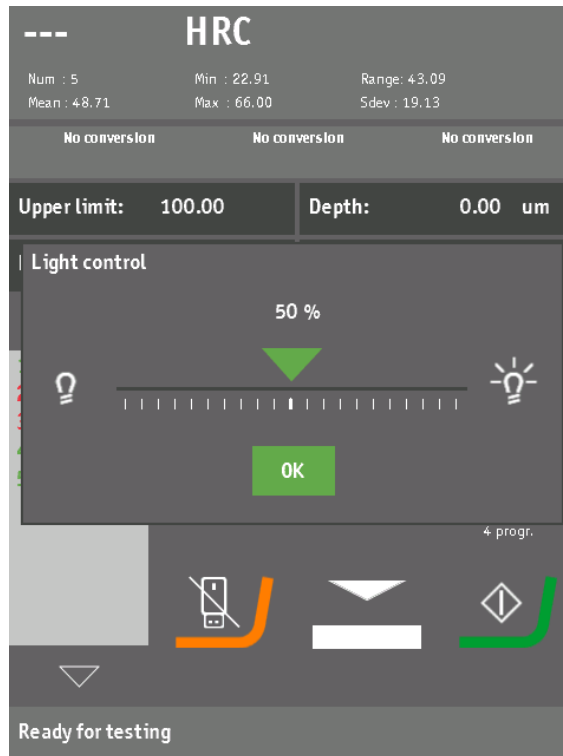 --- HRC
Num : 5 Min : 22.91 Range: 43.09
Mean : 48.71 Max : 66.00 Sdev : 19.13
No conversion No conversion No conversion
Upper limit: 100.00 Depth: 0.00 um
Light control
50 %
OK
4 progr.
Ready for testing